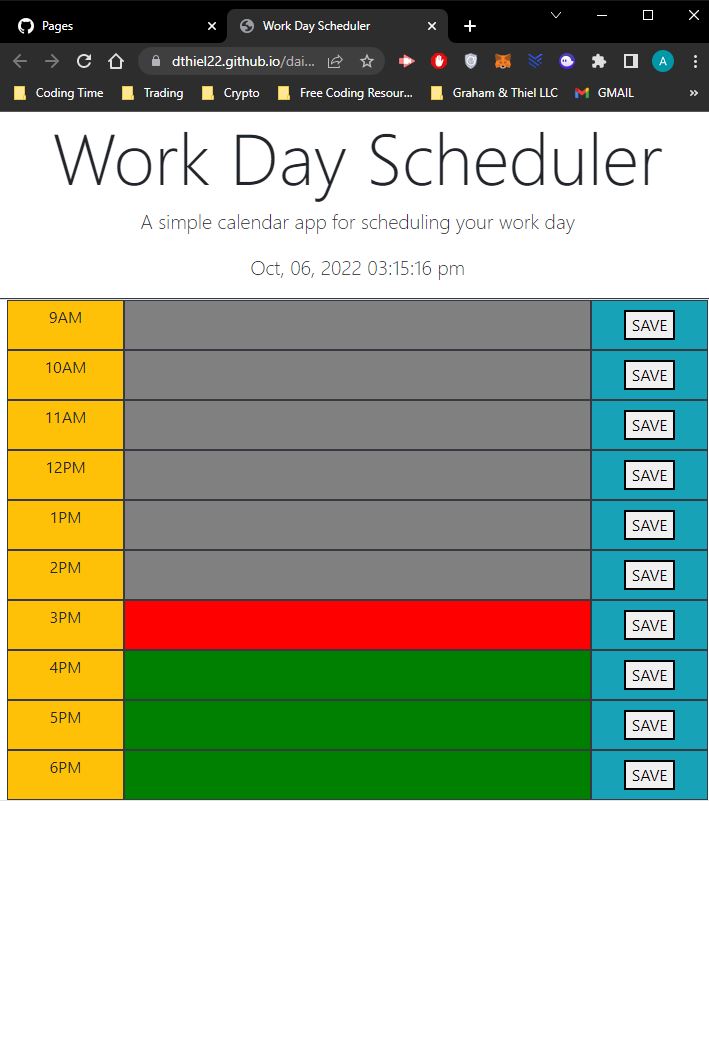 Pages
Work Day Scheduler
dthiel22.github.io/dai...
A
Coding Time
Trading
Crypto
Free Coding Resour...
Graham & Thiel LLC
GMAIL
»
Work Day Scheduler
A simple calendar app for scheduling your work day
Oct, 06, 2022 03:15:16 pm
9AM SAVE
10AM SAVE
11AM SAVE
12PM SAVE
1PM SAVE
2PM SAVE
3PM SAVE
4PM SAVE
5PM SAVE
6PM SAVE